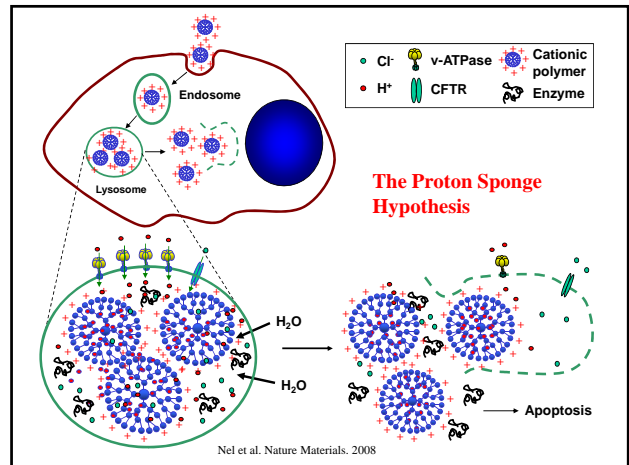 Cl-
v-ATPase
Cationic
polymer
H+
CFTR
Enzyme
Endosome
Lysosome
The Proton Sponge
Hypothesis
H2O
H2O
Apoptosis
Nel et al. Nature Materials. 2008